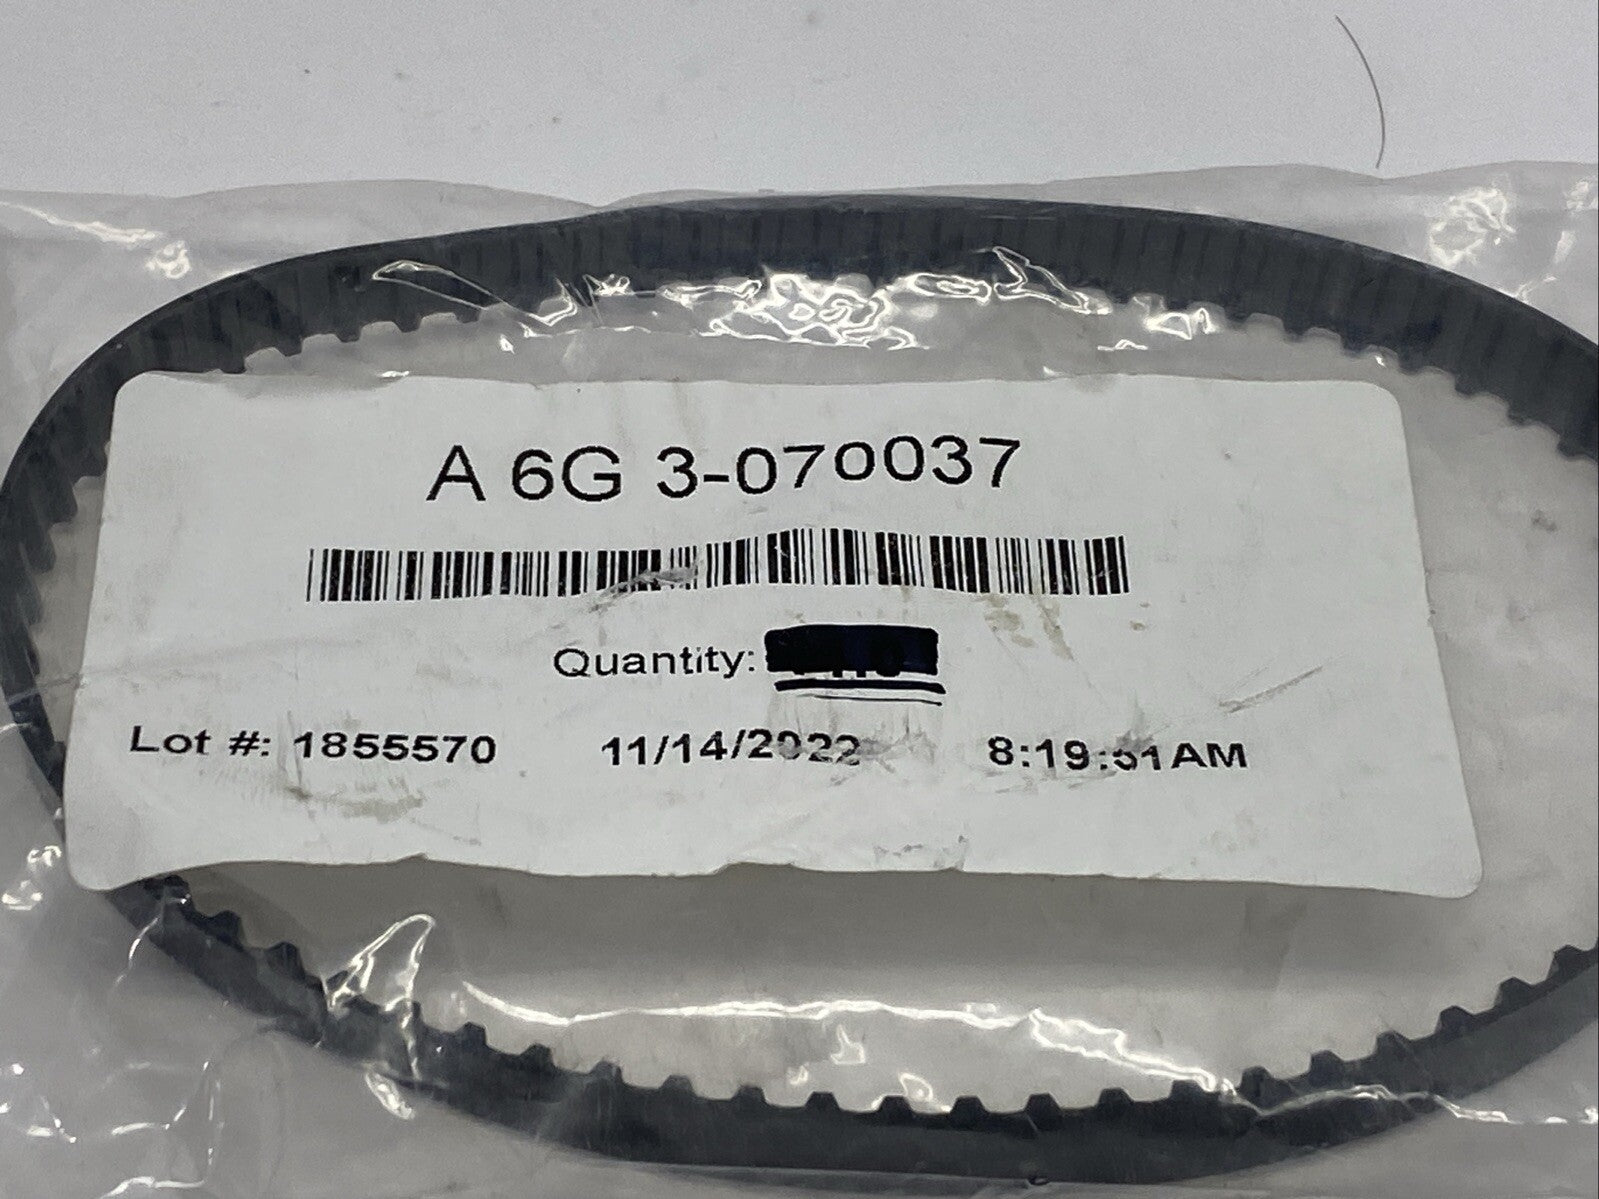 A 6G 3-070037
Quantity:
Lot #: 1855570 11/14/2022 8:19:51AM